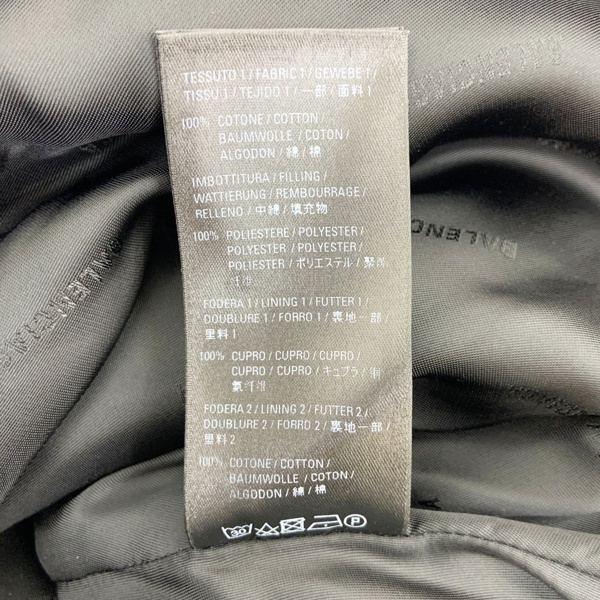 TESSUTO 1 / FABRIC 1 / GEWEBE 1 /
TISSU 1 / TEJIDO 1 / 一部 / 面料 1
100% COTONE / COTTON /
BAUMWOLLE / COTON /
ALGODON / 綿 / 棉
IMBOTTITURA / FILLING /
WATTIERUNG / REMBOURRAGE /
RELLENO / 中綿 / 填充物
100% POLIESTERE / POLYESTER /
POLYESTER / POLYESTER /
POLIESTER / ポリエステル / 聚酯
纤维
FODERA 1 / LINING 1 / FUTTER 1 /
DOUBLURE 1 / FORRO 1 / 裏地一部 /
里料 1
100% CUPRO / CUPRO / CUPRO /
CUPRO / CUPRO / キュプラ / 铜
氨纤维
FODERA 2 / LINING 2 / FUTTER 2 /
DOUBLURE 2 / FORRO 2 / 裏地一部 /
里料 2
100% COTONE / COTTON /
BAUMWOLLE / COTON /
ALGODON / 綿 / 棉
30 P
BALENC